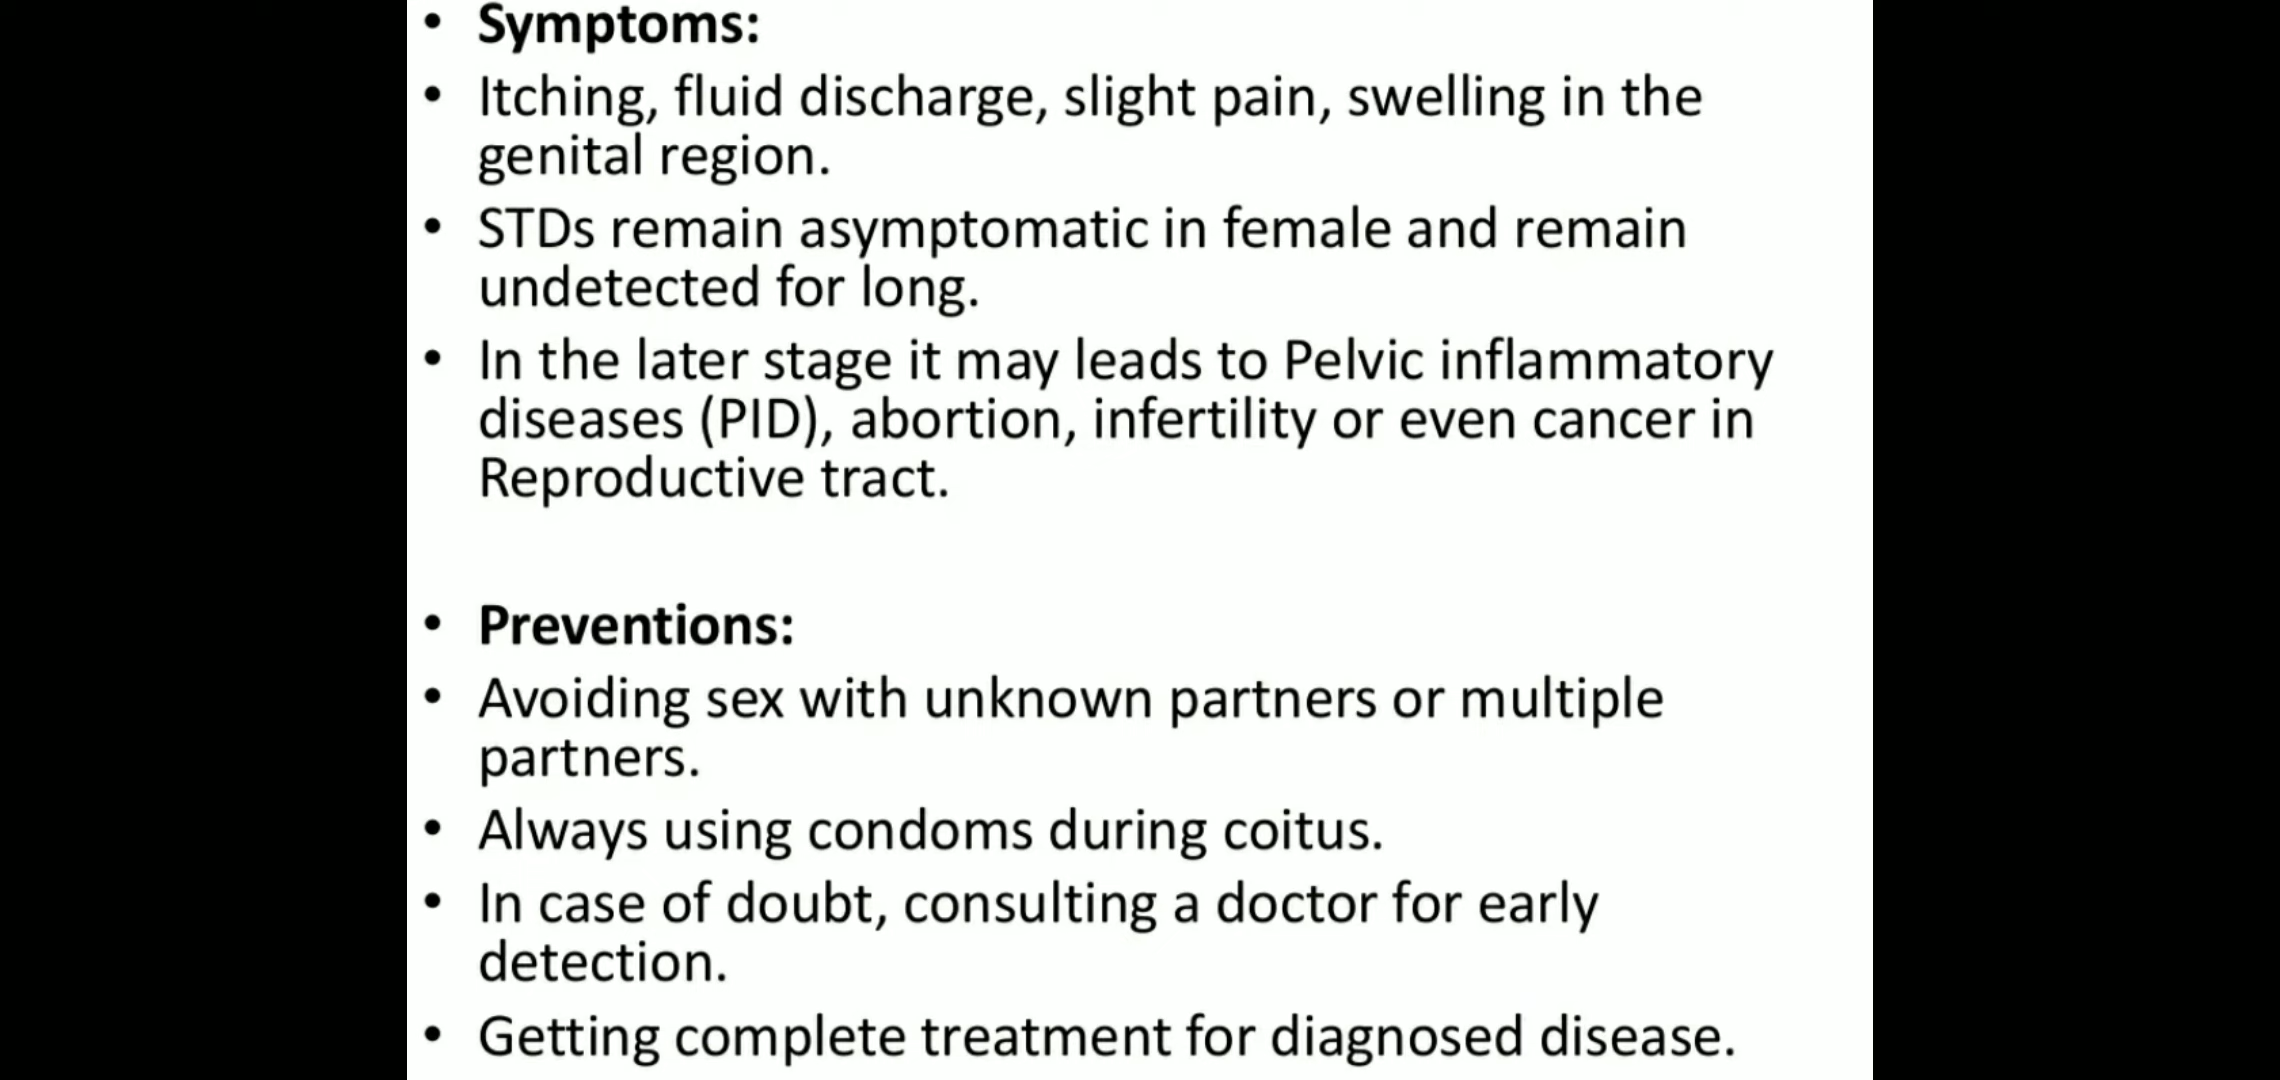 • Symptoms:
• Itching, fluid discharge, slight pain, swelling in the
genital region.
• STDs remain asymptomatic in female and remain
undetected for long.
• In the later stage it may leads to Pelvic inflammatory
diseases (PID), abortion, infertility or even cancer in
Reproductive tract.
• Preventions:
• Avoiding sex with unknown partners or multiple
partners.
• Always using condoms during coitus.
• In case of doubt, consulting a doctor for early
detection.
• Getting complete treatment for diagnosed disease.